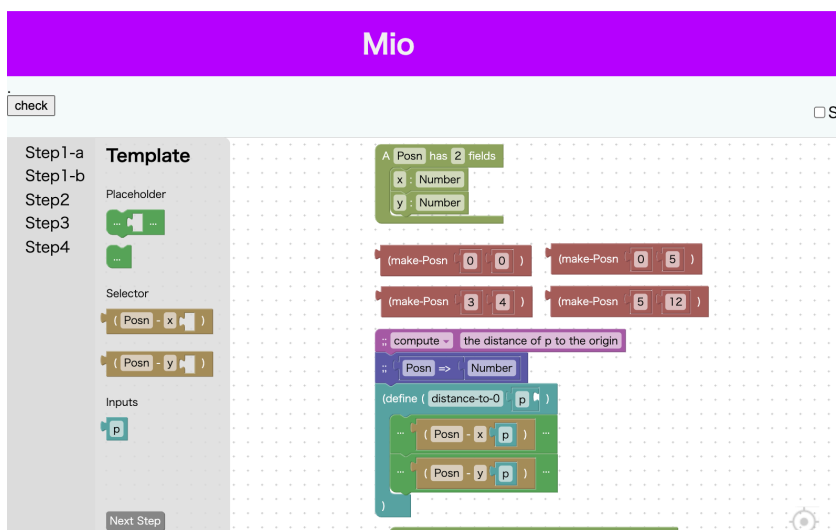 Mio
.
check
S
Step1-a
Step1-b
Step2
Step3
Step4
Template
Placeholder
... ...
...
Selector
( Posn - x )
( Posn - y )
Inputs
p
Next Step
A Posn has 2 fields
x : Number
y : Number
(make-Posn 0 0 )
(make-Posn 0 5 )
(make-Posn 3 4 )
(make-Posn 5 12 )
;; compute the distance of p to the origin
;; Posn => Number
(define ( distance-to-0 p )
... ( Posn - x p ) ...
... ( Posn - y p ) ...
)